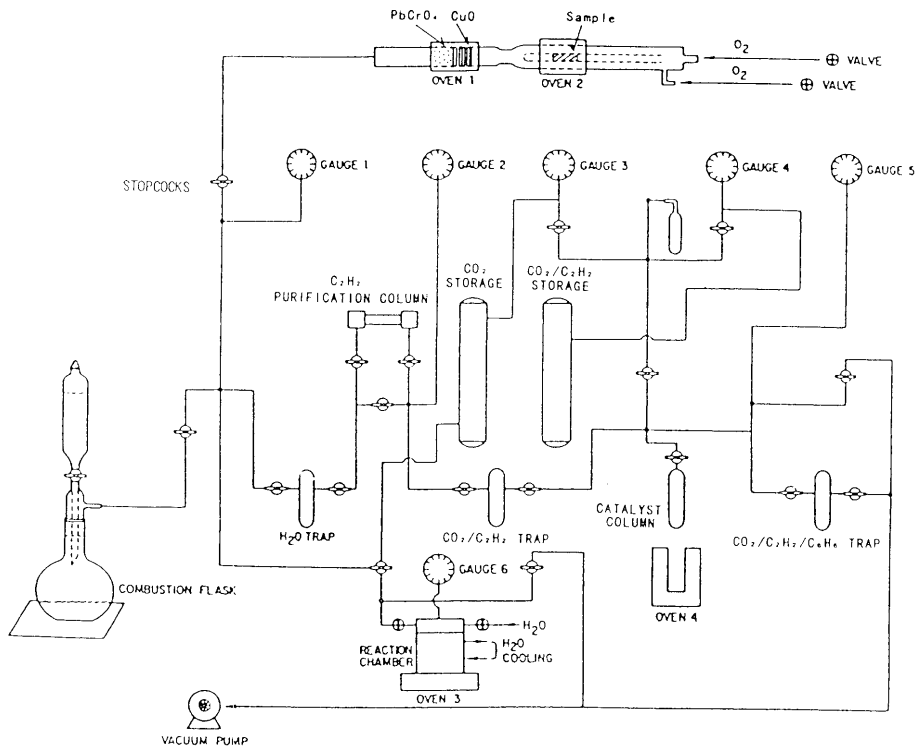 PbCrO₄ CuO
Sample
O₂
VALVE
O₂
VALVE
OVEN 1
OVEN 2
GAUGE 1
GAUGE 2
GAUGE 3
GAUGE 4
GAUGE 5
STOPCOCKS
C₂H₂
PURIFICATION COLUMN
CO₂
STORAGE
CO₂/C₂H₂
STORAGE
H₂O TRAP
CO₂/C₂H₂ TRAP
CATALYST
COLUMN
CO₂/C₂H₂/C₆H₆ TRAP
COMBUSTION FLASK
GAUGE 6
H₂O
REACTION
CHAMBER
H₂O
COOLING
OVEN 3
OVEN 4
VACUUM PUMP